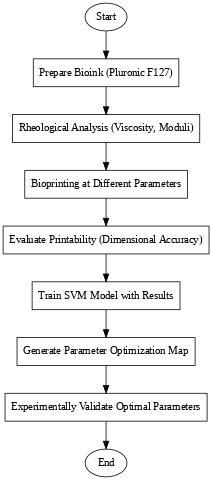 Start
Prepare Bioink (Pluronic F127)
Rheological Analysis (Viscosity, Moduli)
Bioprinting at Different Parameters
Evaluate Printability (Dimensional Accuracy)
Train SVM Model with Results
Generate Parameter Optimization Map
Experimentally Validate Optimal Parameters
End